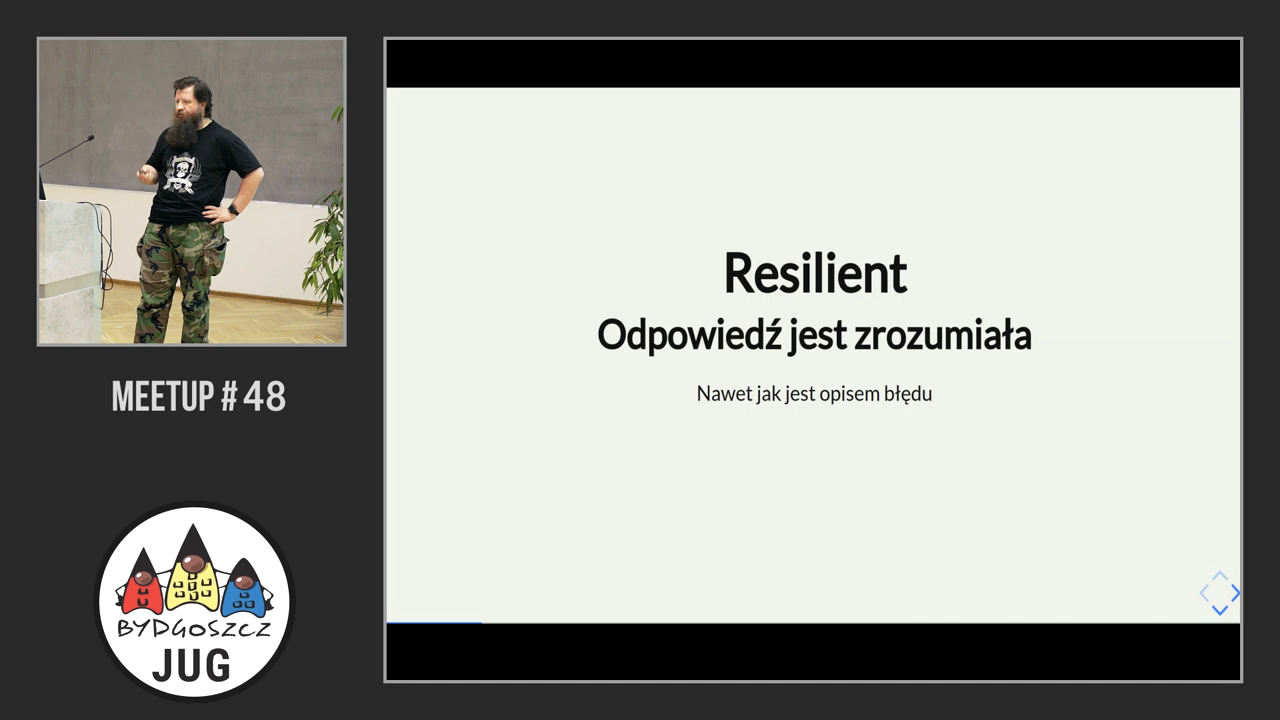 MEETUP # 48
BYDGOSZCZ
JUG
Resilient
Odpowiedź jest zrozumiała
Nawet jak jest opisem błędu